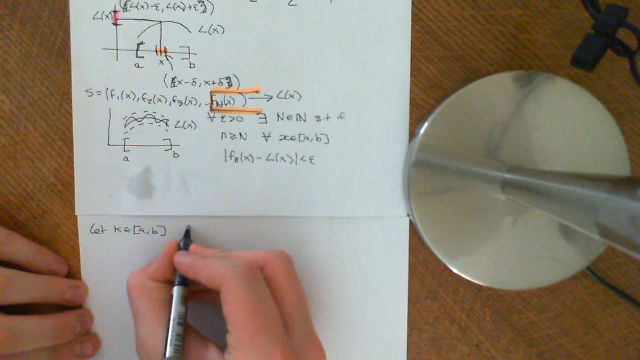 ([L(x)-ε, L(x)+ε])
L(x)
L(x)
a x b
([x-δ, x+δ])
S = (f₁(x), f₂(x), f₃(x), ... fN(x) → L(x)
L(x)
a b
∀ ε>0 ∃ N∈ℕ s.t. if
n≥N ∀ x∈[a,b]
|fn(x) - L(x)| < ε
Let K∈[a,b]